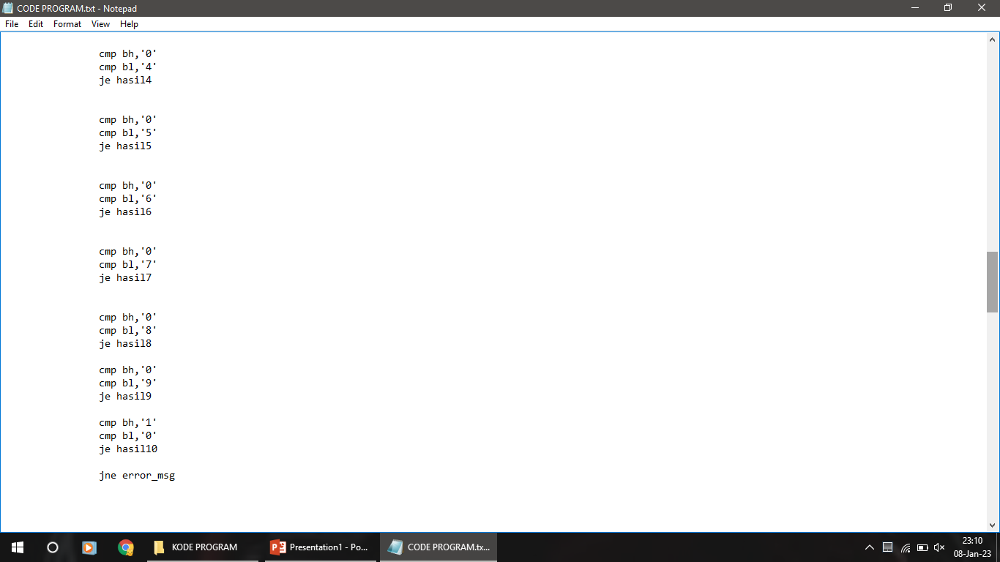 CODE PROGRAM.txt - Notepad
File Edit Format View Help
cmp bh,'0'
cmp bl,'4'
je hasil4
cmp bh,'0'
cmp bl,'5'
je hasil5
cmp bh,'0'
cmp bl,'6'
je hasil6
cmp bh,'0'
cmp bl,'7'
je hasil7
cmp bh,'0'
cmp bl,'8'
je hasil8
cmp bh,'0'
cmp bl,'9'
je hasil9
cmp bh,'1'
cmp bl,'0'
je hasil10
jne error_msg
KODE PROGRAM
Presentation1 - Po...
CODE PROGRAM.tx...
23:10
08-Jan-23